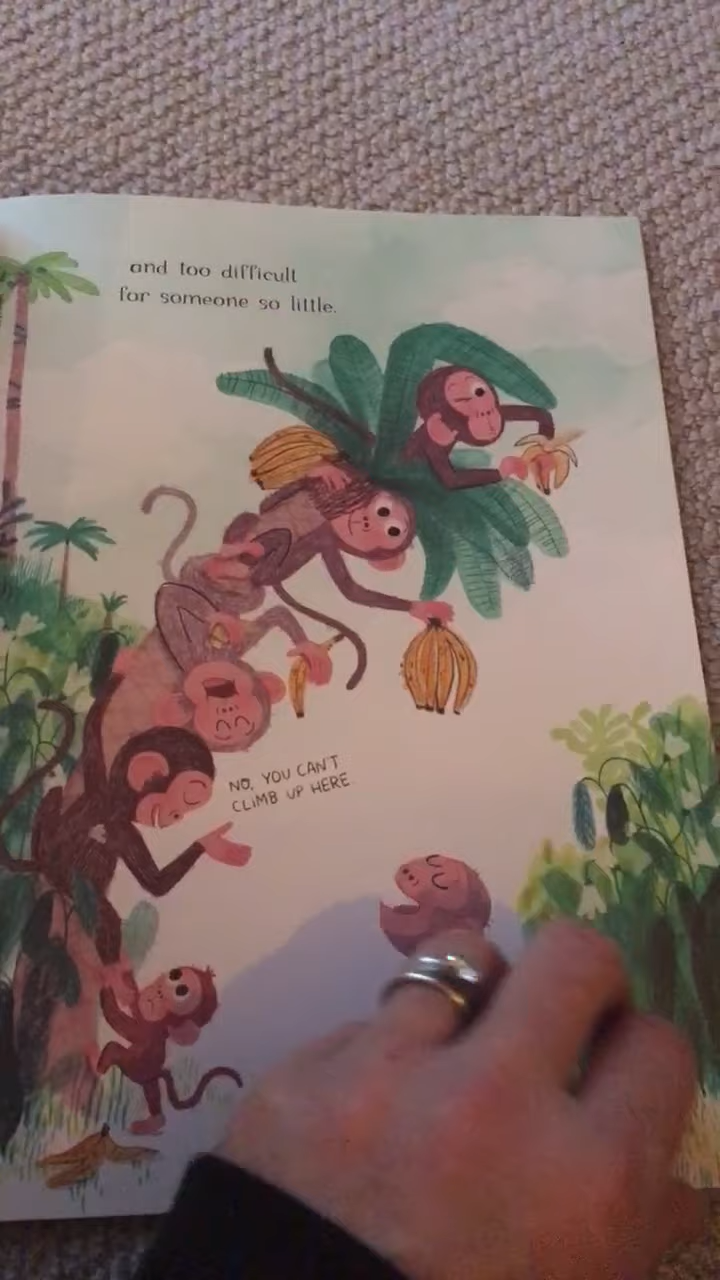 and too difficult
for someone so little.
NO, YOU CAN'T
CLIMB UP HERE